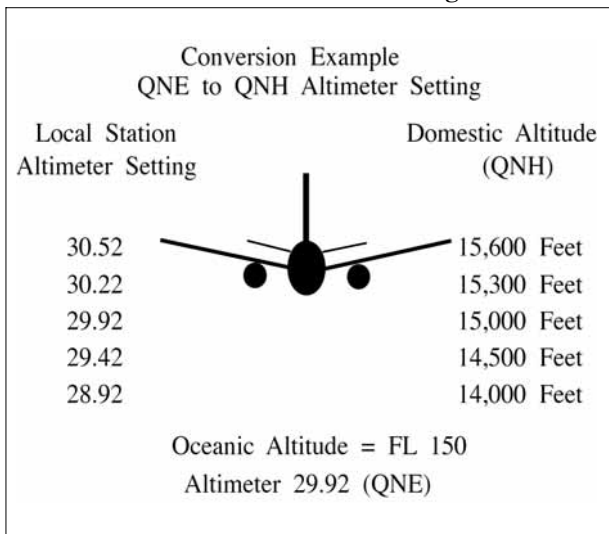 Conversion Example
QNE to QNH Altimeter Setting
Local Station Domestic Altitude
Altimeter Setting (QNH)
30.52 15,600 Feet
30.22 15,300 Feet
29.92 15,000 Feet
29.42 14,500 Feet
28.92 14,000 Feet
Oceanic Altitude = FL 150
Altimeter 29.92 (QNE)